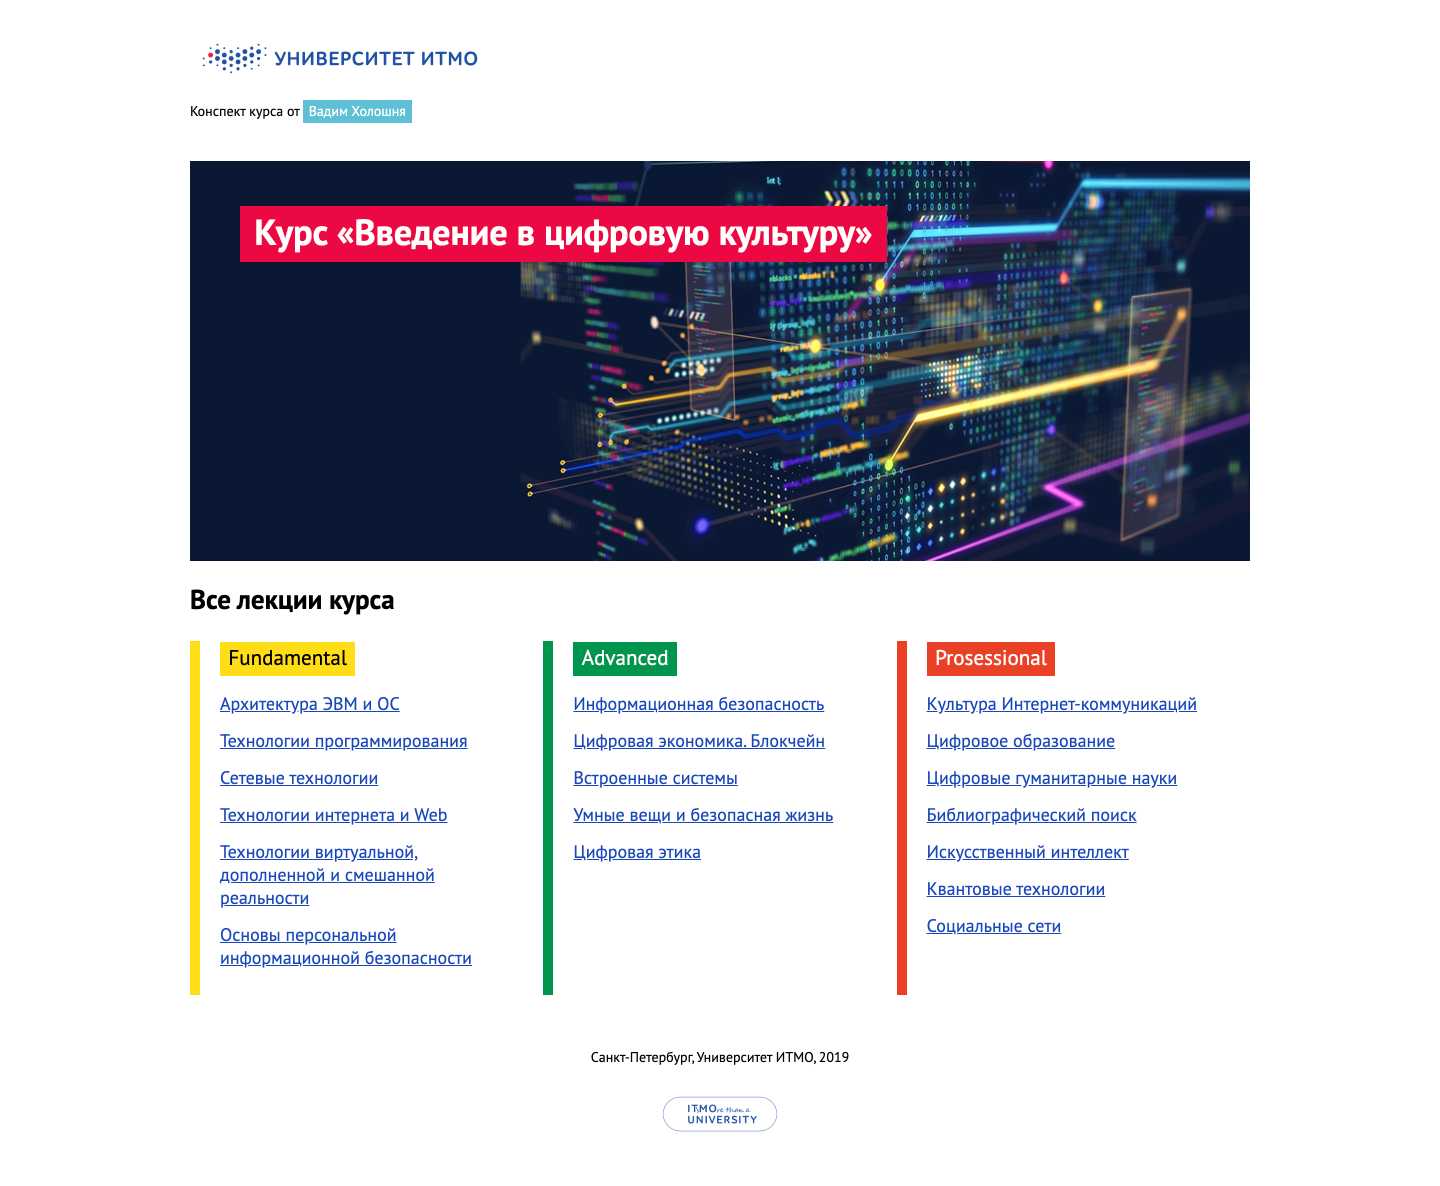 УНИВЕРСИТЕТ ИТМО
Конспект курса от Вадим Холошня
int };
Курс «Введение в цифровую культуру»
Все лекции курса
Fundamental
Архитектура ЭВМ и ОС
Технологии программирования
Сетевые технологии
Технологии интернета и Web
Технологии виртуальной,
дополненной и смешанной
реальности
Основы персональной
информационной безопасности
Advanced
Информационная безопасность
Цифровая экономика. Блокчейн
Встроенные системы
Умные вещи и безопасная жизнь
Цифровая этика
Prosessional
Культура Интернет-коммуникаций
Цифровое образование
Цифровые гуманитарные науки
Библиографический поиск
Искусственный интеллект
Квантовые технологии
Социальные сети
Санкт-Петербург, Университет ИТМО, 2019
ITMOre than a
UNIVERSITY